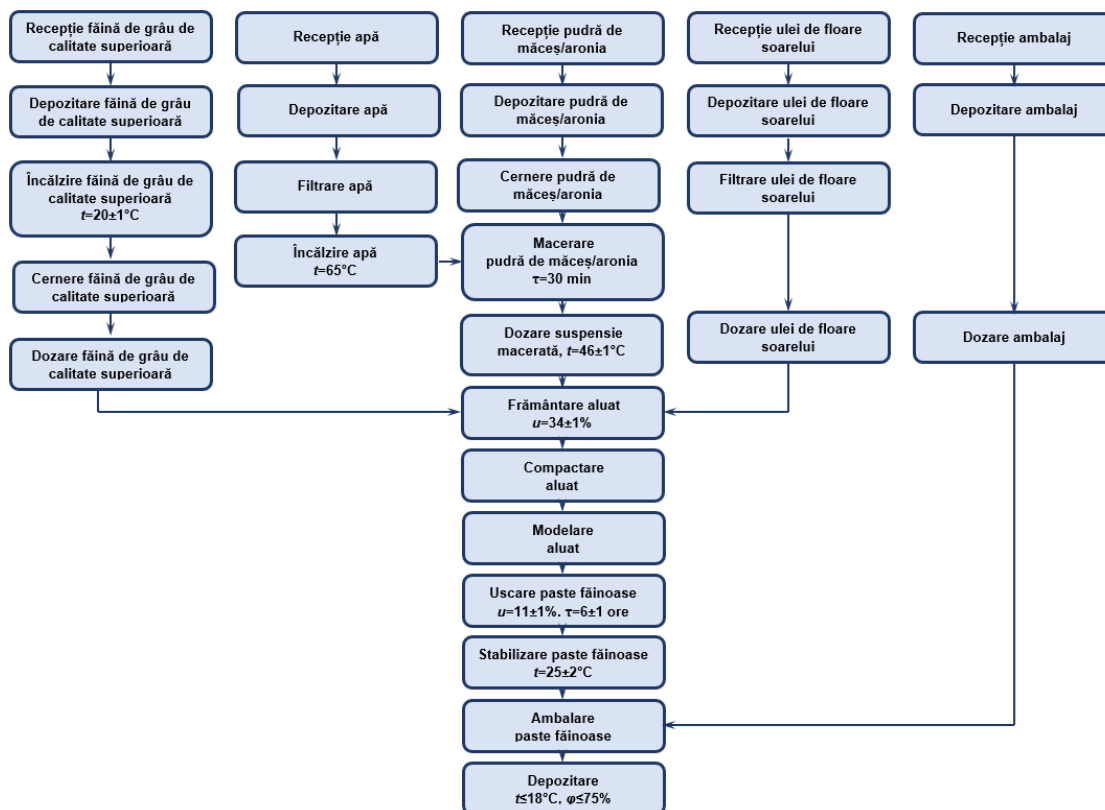 Recepție făină de grâu de
calitate superioară
Depozitare făină de grâu
de calitate superioară
Încălzire făină de grâu de
calitate superioară
t=20±1°C
Cernere făină de grâu de
calitate superioară
Dozare făină de grâu de
calitate superioară
Recepție apă
Depozitare apă
Filtrare apă
Încălzire apă
t=65°C
Recepție pudră de
măceș/aronia
Depozitare pudră de
măceș/aronia
Cernere pudră de
măceș/aronia
Macerare
pudră de măceș/aronia
τ=30 min
Dozare suspensie
macerată, t=46±1°C
Frământare aluat
u=34±1%
Compactare
aluat
Modelare
aluat
Uscare paste făinoase
u=11±1%. τ=6±1 ore
Stabilizare paste făinoase
t=25±2°C
Ambalare
paste făinoase
Depozitare
t≤18°C, φ≤75%
Recepție ulei de floare
soarelui
Depozitare ulei de floare
soarelui
Filtrare ulei de floare
soarelui
Dozare ulei de floare
soarelui
Recepție ambalaj
Depozitare ambalaj
Dozare ambalaj